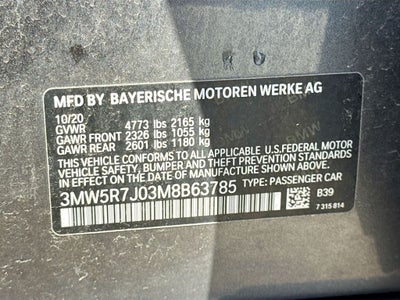 MFD BY BAYERISCHE MOTOREN WERKE AG
10/20
GVWR 4773 lbs 2165 kg
GAWR FRONT 2326 lbs 1055 kg
GAWR REAR 2601 lbs 1180 kg
THIS VEHICLE CONFORMS TO ALL APPLICABLE U.S.FEDERAL MOTOR
VEHICLE SAFETY, BUMPER, AND THEFT PREVENTION STANDARDS
IN EFFECT ON THE DATE OF MANUFACTURE SHOWN ABOVE.
3MW5R7J03M8B63785
TYPE: PASSENGER CAR
B39
7 315 814